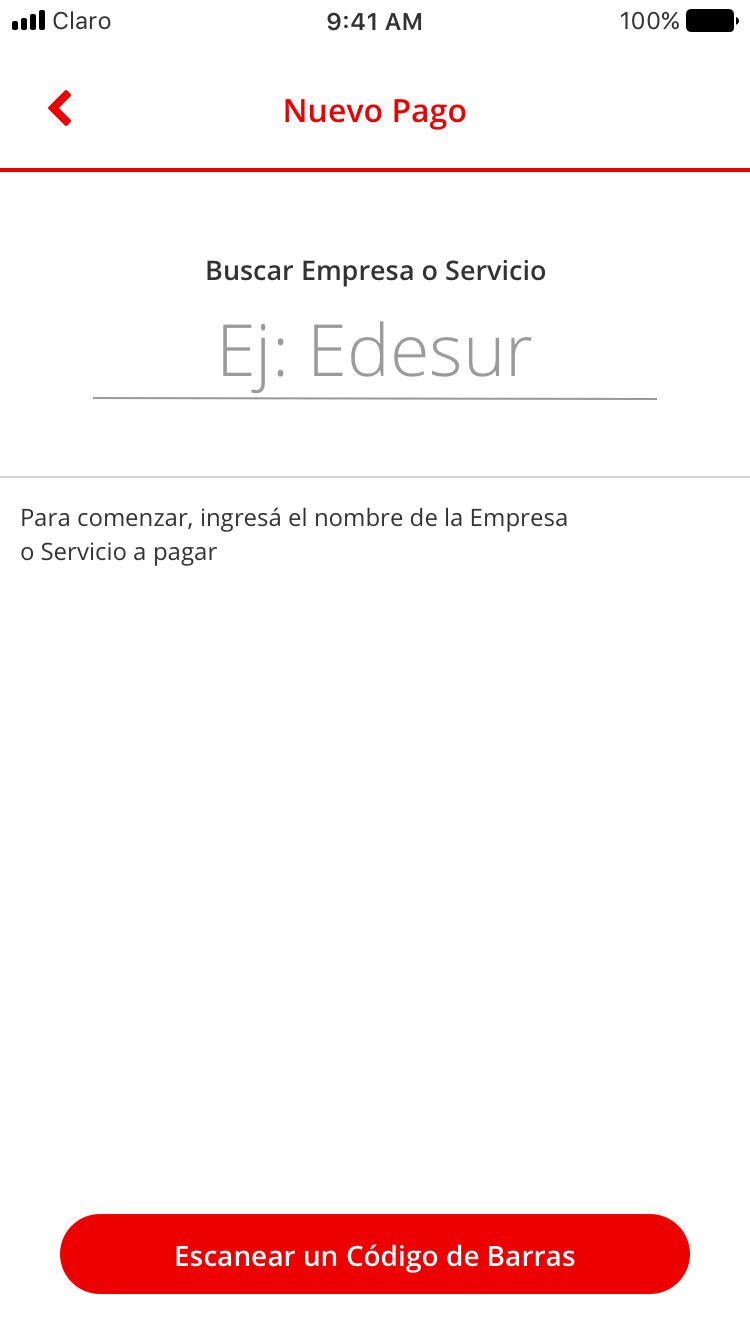 Claro 9:41 AM 100%
Nuevo Pago
Buscar Empresa o Servicio
Ej: Edesur
Para comenzar, ingresá el nombre de la Empresa
o Servicio a pagar
Escanear un Código de Barras